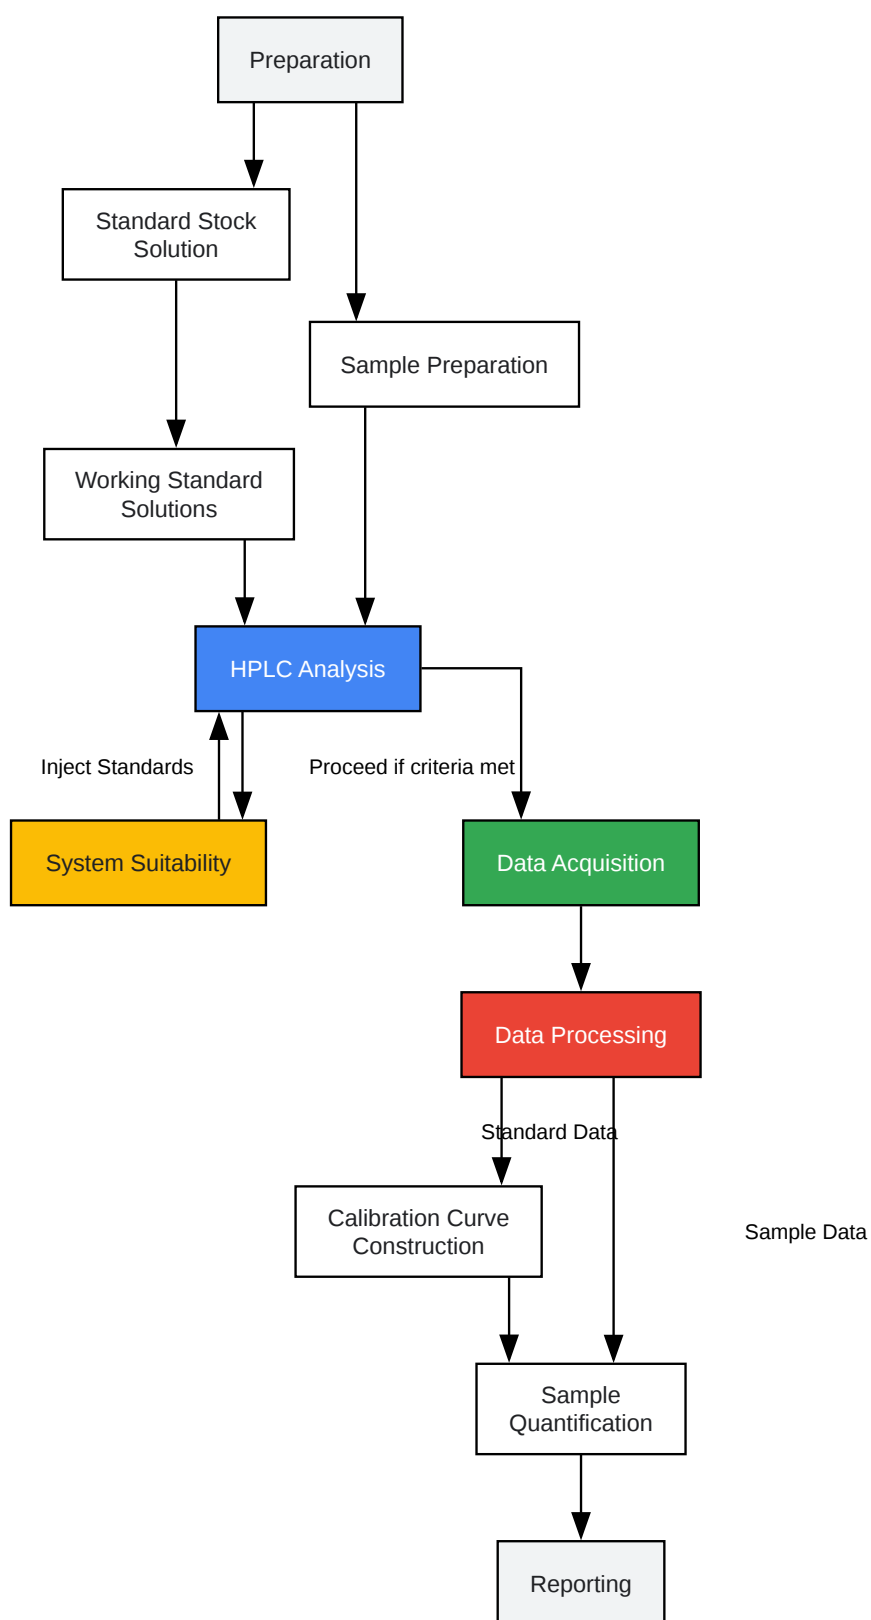 Preparation
Standard Stock
Solution
Sample Preparation
Working Standard
Solutions
HPLC Analysis
Inject Standards
Proceed if criteria met
System Suitability
Data Acquisition
Data Processing
Standard Data
Calibration Curve
Construction
Sample Data
Sample
Quantification
Reporting